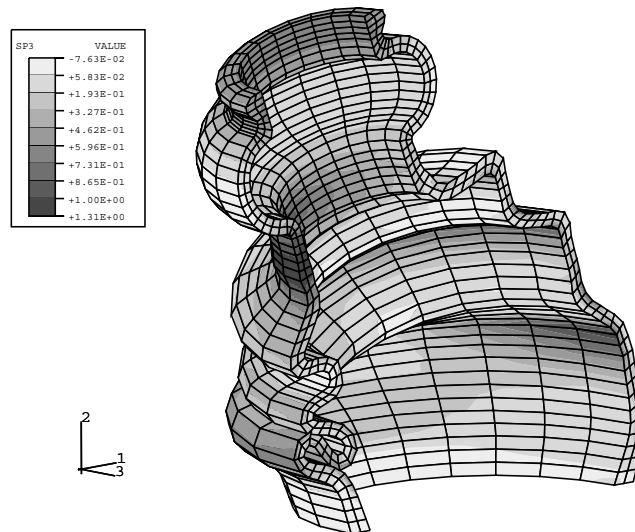 SP3 VALUE
-7.63E-02
+5.83E-02
+1.93E-01
+3.27E-01
+4.62E-01
+5.96E-01
+7.31E-01
+8.65E-01
+1.00E+00
+1.31E+00
2
1
3